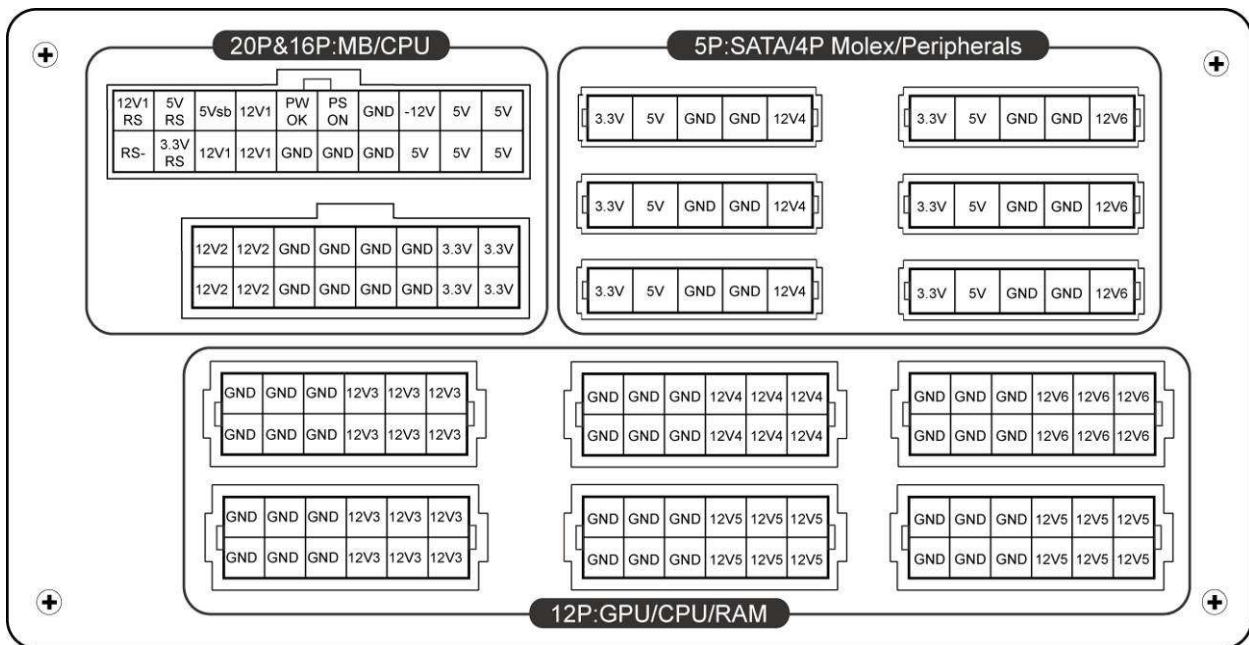 20P&16P:MB/CPU
12V1 RS 5V RS 5Vsb 12V1 PW OK PS ON GND -12V 5V 5V
RS- 3.3V RS 12V1 12V1 GND GND GND 5V 5V 5V
12V2 12V2 GND GND GND GND 3.3V 3.3V
12V2 12V2 GND GND GND GND 3.3V 3.3V
5P:SATA/4P Molex/Peripherals
3.3V 5V GND GND 12V4
3.3V 5V GND GND 12V6
3.3V 5V GND GND 12V4
3.3V 5V GND GND 12V6
3.3V 5V GND GND 12V4
3.3V 5V GND GND 12V6
GND GND GND 12V3 12V3 12V3
GND GND GND 12V3 12V3 12V3
GND GND GND 12V4 12V4 12V4
GND GND GND 12V4 12V4 12V4
GND GND GND 12V6 12V6 12V6
GND GND GND 12V6 12V6 12V6
GND GND GND 12V3 12V3 12V3
GND GND GND 12V3 12V3 12V3
GND GND GND 12V5 12V5 12V5
GND GND GND 12V5 12V5 12V5
GND GND GND 12V5 12V5 12V5
GND GND GND 12V5 12V5 12V5
12P:GPU/CPU/RAM